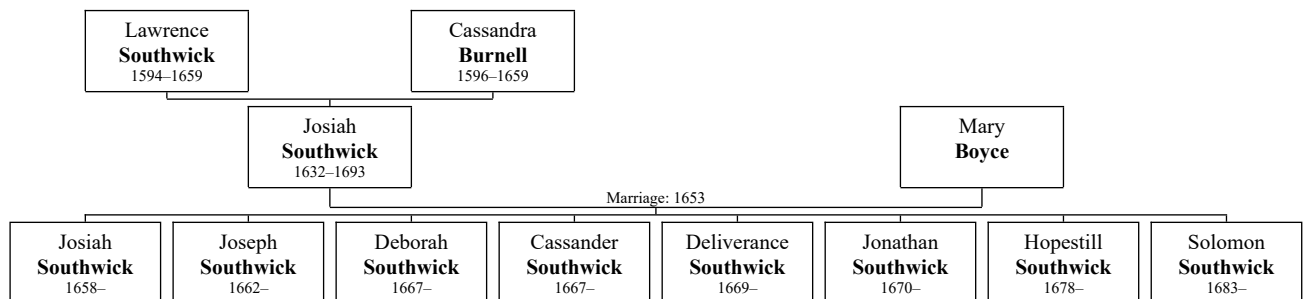 Lawrence
Southwick
1594–1659
Cassandra
Burnell
1596–1659
Josiah
Southwick
1632–1693
Mary
Boyce
Marriage: 1653
Josiah
Southwick
1658–
Joseph
Southwick
1662–
Deborah
Southwick
1667–
Cassander
Southwick
1667–
Deliverance
Southwick
1669–
Jonathan
Southwick
1670–
Hopestill
Southwick
1678–
Solomon
Southwick
1683–